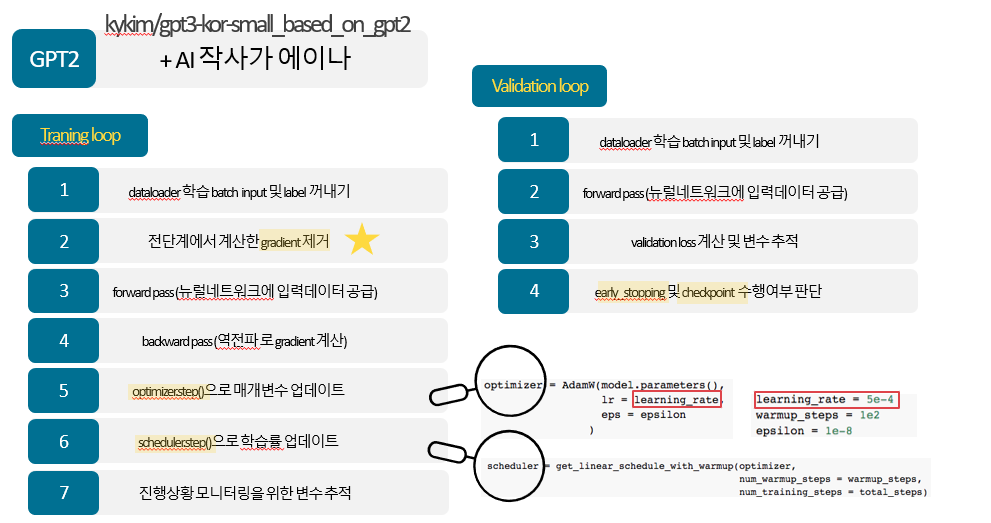 kykim/gpt3-kor-small_based_on_gpt2
GPT2
+ AI 작사가 에이나
Traning loop
1
dataloader 학습 batch input 및 label 꺼내기
2
전단계에서 계산한 gradient 제거
3
forward pass (뉴럴네트워크에 입력데이터 공급)
4
backward pass (역전파로 gradient 계산)
5
optimizer.step()으로 매개변수 업데이트
6
scheduler.step()으로 학습률 업데이트
7
진행상황 모니터링을 위한 변수 추적
Validation loop
1
dataloader 학습 batch input 및 label 꺼내기
2
forward pass (뉴럴네트워크에 입력데이터 공급)
3
validation loss 계산 및 변수 추적
4
early_stopping 및 checkpoint 수행여부 판단
optimizer = AdamW(model.parameters(),
lr = learning_rate,
eps = epsilon
)
learning_rate = 5e-4
warmup_steps = 1e2
epsilon = 1e-8
scheduler = get_linear_schedule_with_warmup(optimizer,
num_warmup_steps = warmup_steps,
num_training_steps = total_steps)